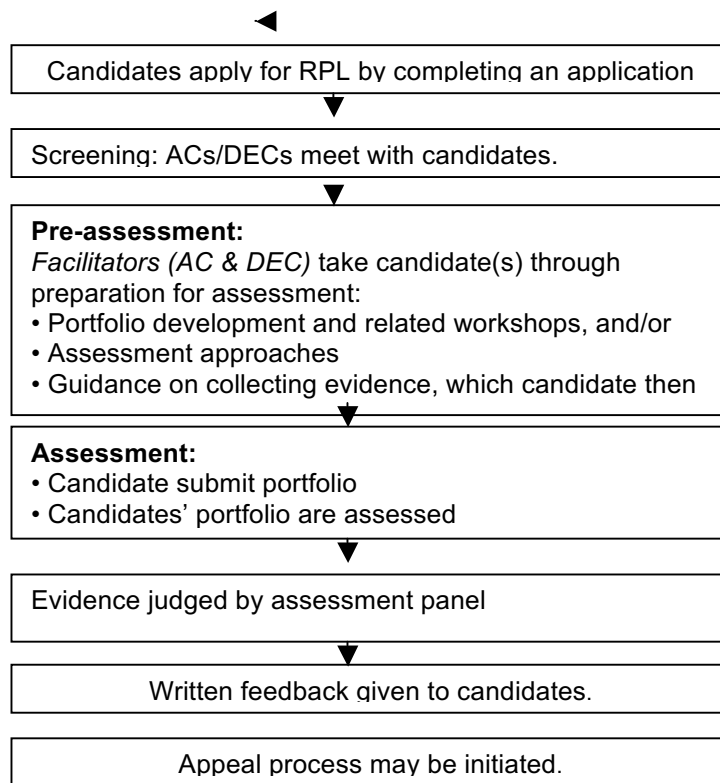 Candidates apply for RPL by completing an application
Screening: ACs/DECs meet with candidates.
Pre-assessment:
Facilitators (AC & DEC) take candidate(s) through
preparation for assessment:
• Portfolio development and related workshops, and/or
• Assessment approaches
• Guidance on collecting evidence, which candidate then
Assessment:
• Candidate submit portfolio
• Candidates’ portfolio are assessed
Evidence judged by assessment panel
Written feedback given to candidates.
Appeal process may be initiated.